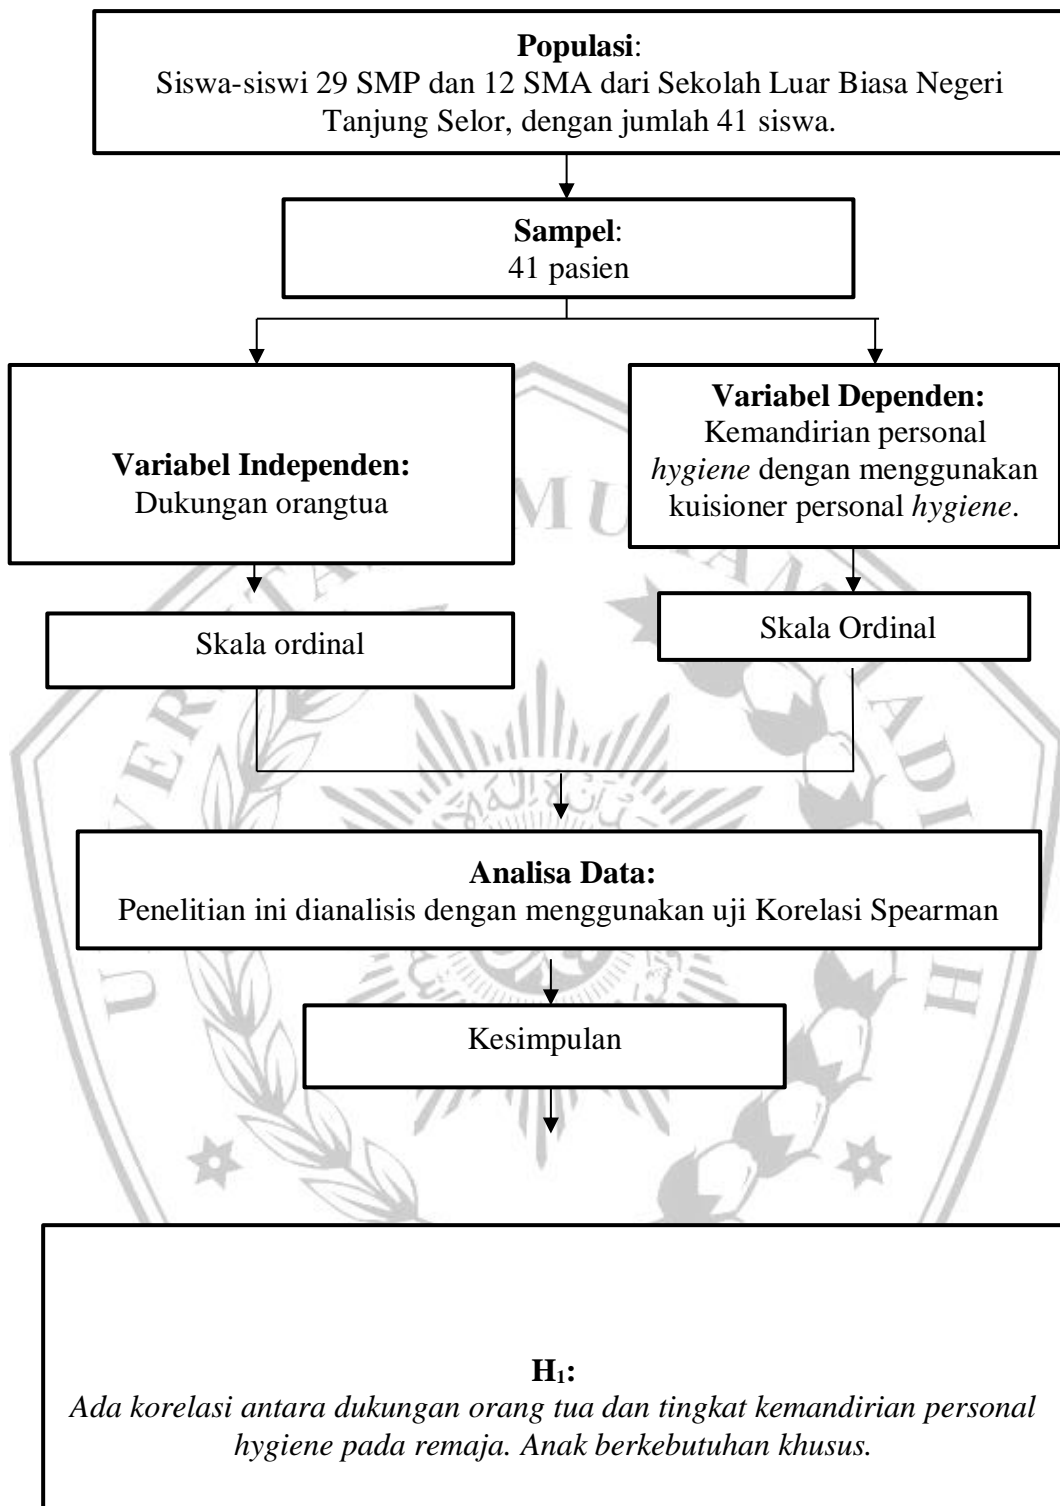 Populasi:
Siswa-siswi 29 SMP dan 12 SMA dari Sekolah Luar Biasa Negeri
Tanjung Selor, dengan jumlah 41 siswa.
Sampel:
41 pasien
Variabel Independen:
Dukungan orangtua
Variabel Dependen:
Kemandirian personal
hygiene dengan menggunakan
kuisioner personal hygiene.
Skala ordinal
Skala Ordinal
Analisa Data:
Penelitian ini dianalisis dengan menggunakan uji Korelasi Spearman
Kesimpulan
H₁:
Ada korelasi antara dukungan orang tua dan tingkat kemandirian personal
hygiene pada remaja. Anak berkebutuhan khusus.